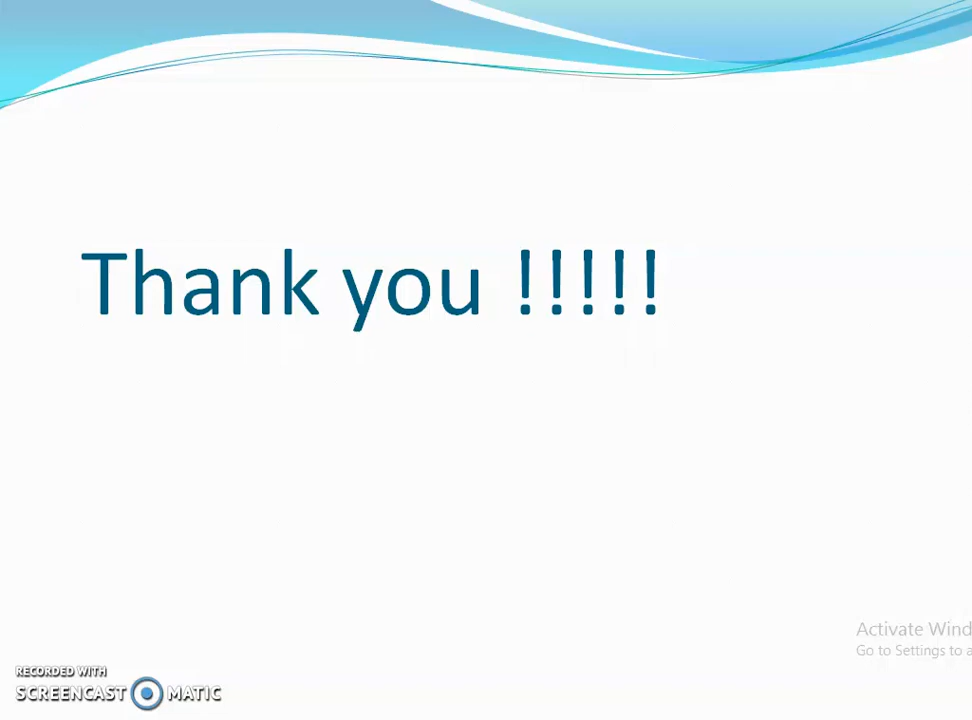 Thank you !!!!!
Activate Wind
Go to Settings to a
RECORDED WITH
SCREENCAST MATIC